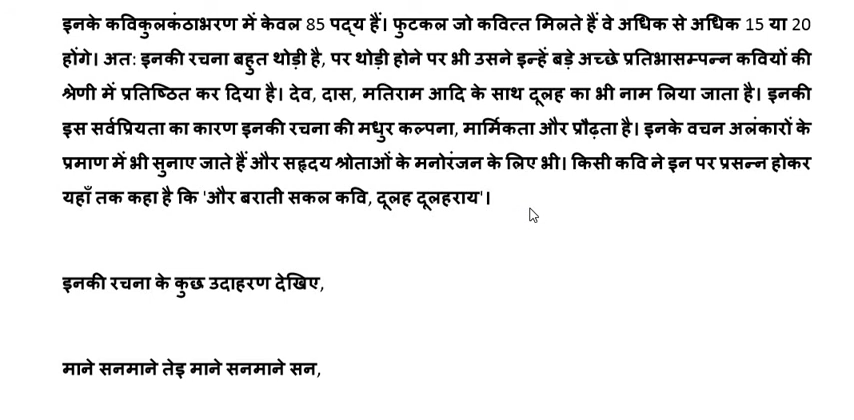 इनके कविकुलकंठाभरण में केवल 85 पद्य हैं। फुटकल जो कवित्त मिलते हैं वे अधिक से अधिक 15 या 20
होंगे। अत: इनकी रचना बहुत थोड़ी है, पर थोड़ी होने पर भी उसने इन्हें बड़े अच्छे प्रतिभासम्पन्न कवियों की
श्रेणी में प्रतिष्ठित कर दिया है। देव, दास, मतिराम आदि के साथ दूलह का भी नाम लिया जाता है। इनकी
इस सर्वप्रियता का कारण इनकी रचना की मधुर कल्पना, मार्मिकता और प्रौढ़ता है। इनके वचन अलंकारों के
प्रमाण में भी सुनाए जाते हैं और सहृदय श्रोताओं के मनोरंजन के लिए भी। किसी कवि ने इन पर प्रसन्न होकर
यहाँ तक कहा है कि 'और बराती सकल कवि, दूलह दूलहराय'।
इनकी रचना के कुछ उदाहरण देखिए,
माने सनमाने तेइ माने सनमाने सन,